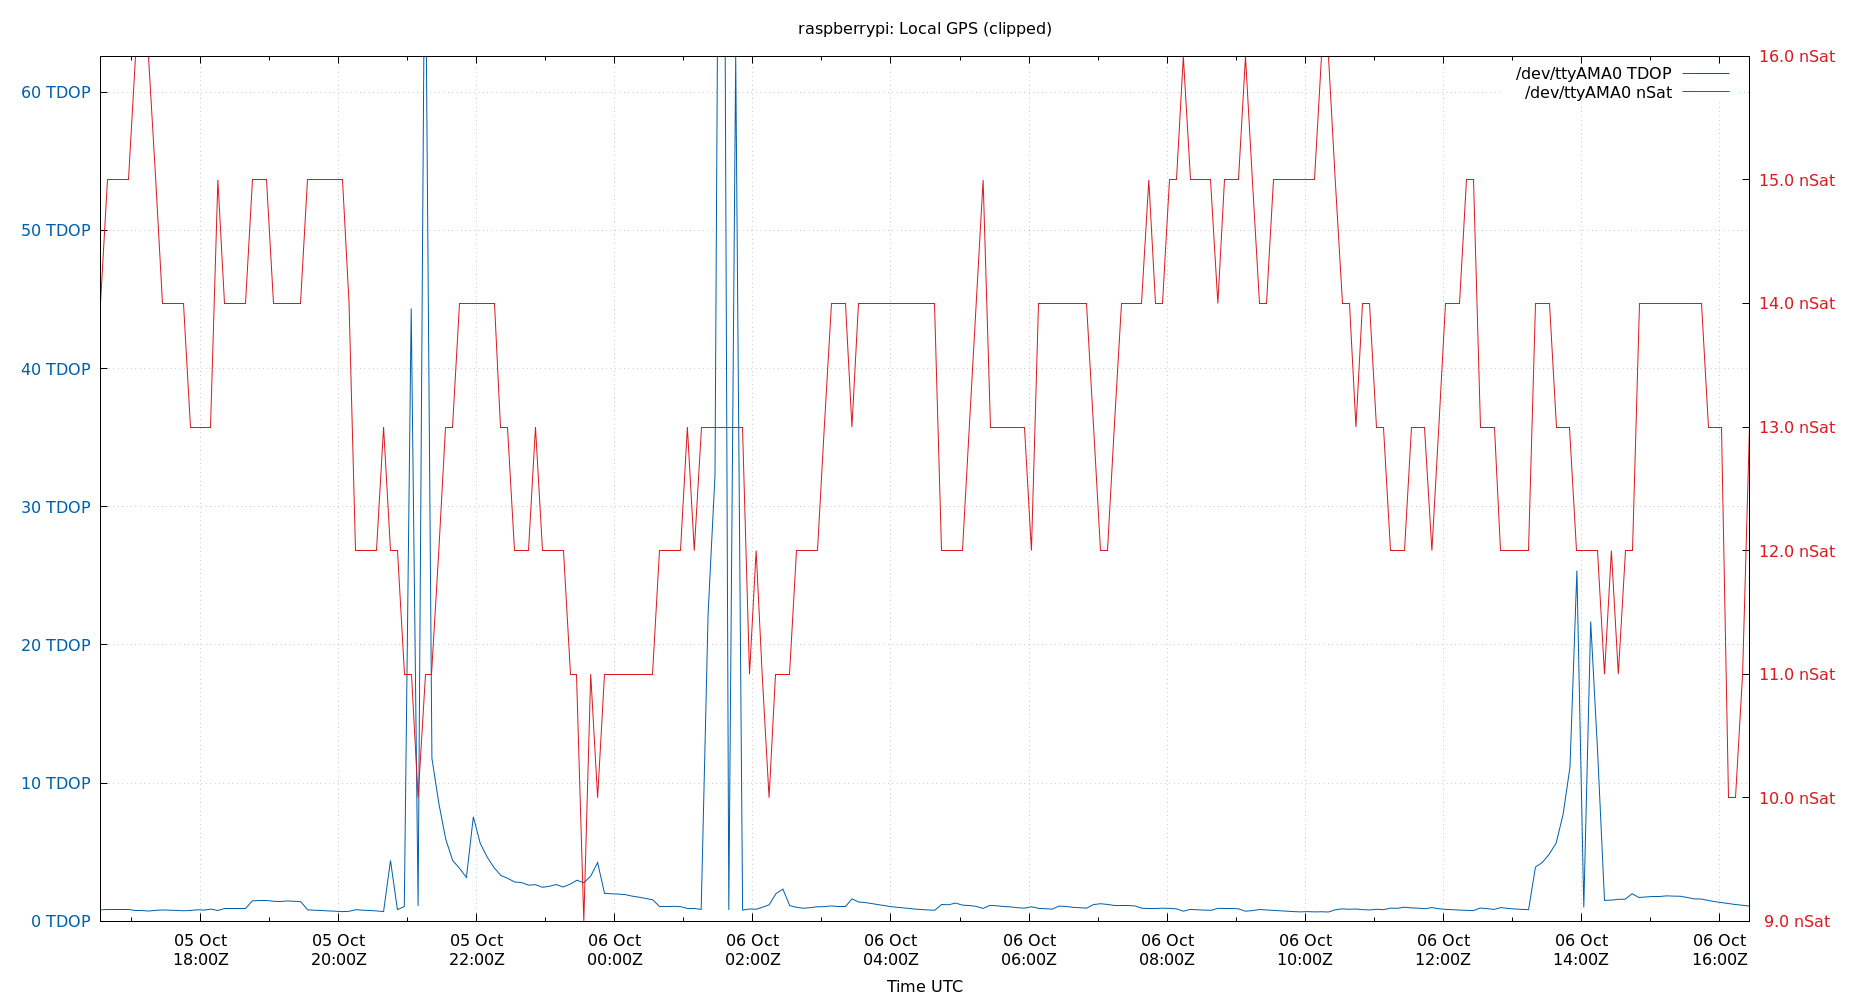 raspberrypi: Local GPS (clipped)
/dev/ttyAMA0 TDOP
/dev/ttyAMA0 nSat
60 TDOP
50 TDOP
40 TDOP
30 TDOP
20 TDOP
10 TDOP
0 TDOP
16.0 nSat
15.0 nSat
14.0 nSat
13.0 nSat
12.0 nSat
11.0 nSat
10.0 nSat
9.0 nSat
05 Oct
18:00Z
05 Oct
20:00Z
05 Oct
22:00Z
06 Oct
00:00Z
06 Oct
02:00Z
06 Oct
04:00Z
06 Oct
06:00Z
06 Oct
08:00Z
06 Oct
10:00Z
06 Oct
12:00Z
06 Oct
14:00Z
06 Oct
16:00Z
Time UTC